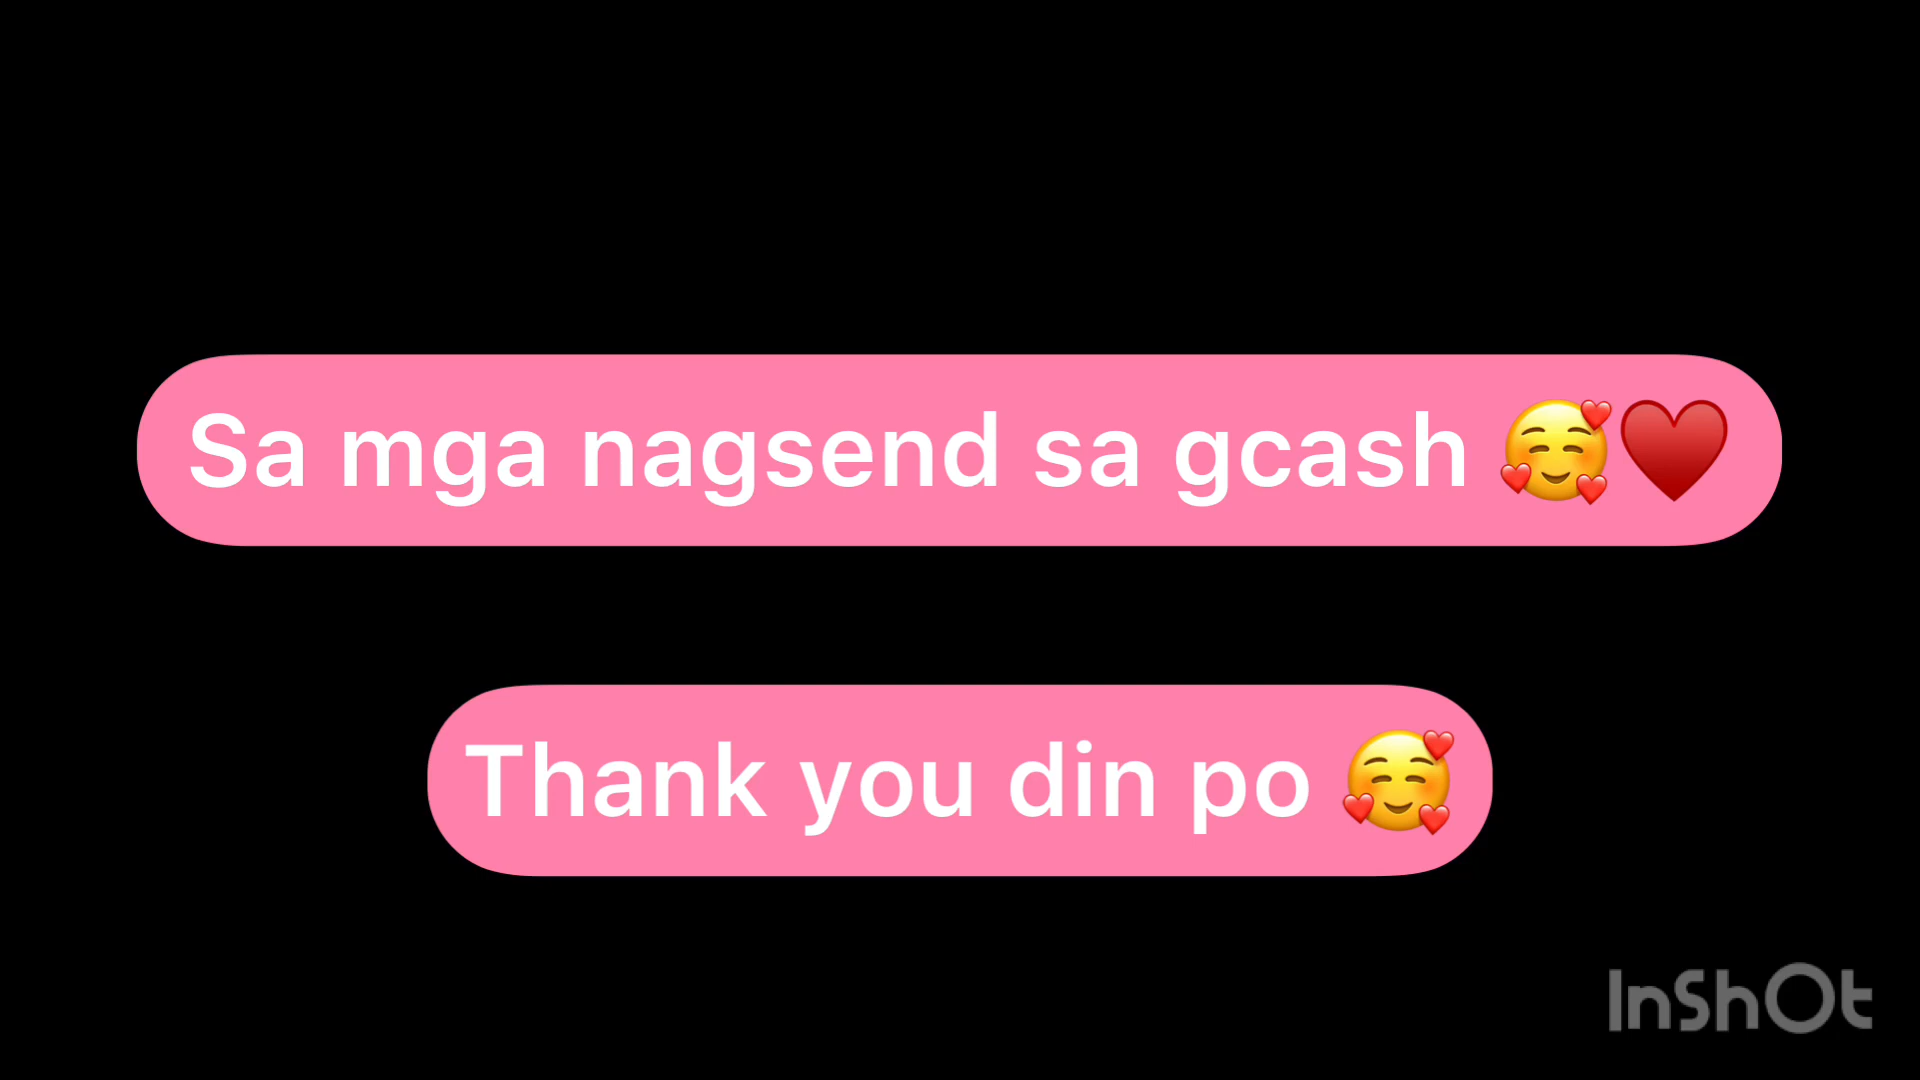 Sa mga nagsend sa gcash 🥰♥️
Thank you din po 🥰
InShOt